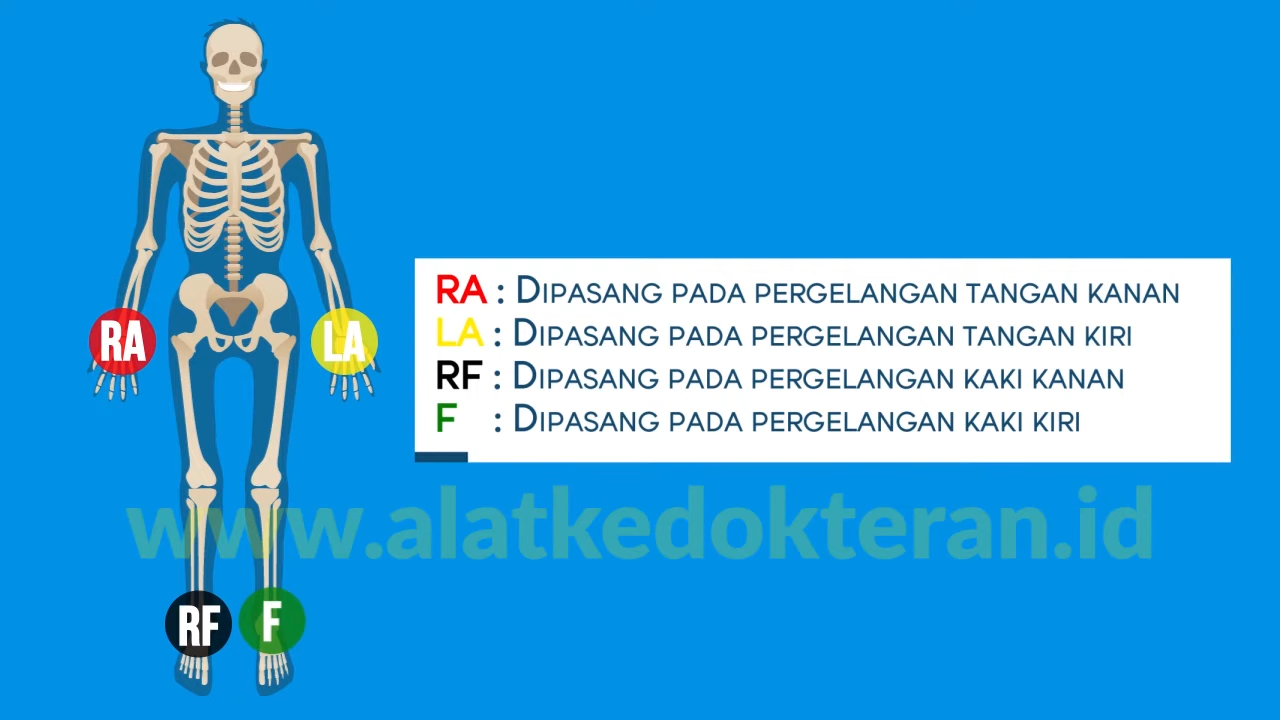 RA : DIPASANG PADA PERGELANGAN TANGAN KANAN
LA : DIPASANG PADA PERGELANGAN TANGAN KIRI
RF : DIPASANG PADA PERGELANGAN KAKI KANAN
F : DIPASANG PADA PERGELANGAN KAKI KIRI
RA
LA
www.alatkedokteran.id
RF
F